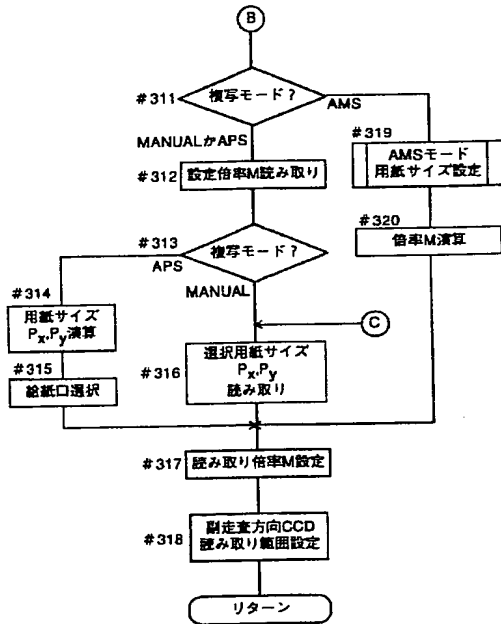 B
#311
複写モード?
AMS
MANUALかAPS
#312
設定倍率M読み取り
#319
AMSモード
用紙サイズ設定
#320
倍率M演算
#313
複写モード?
APS
MANUAL
#314
用紙サイズ
Px,Py演算
#315
給紙口選択
C
#316
選択用紙サイズ
Px,Py
読み取り
#317
読み取り倍率M設定
#318
副走査方向CCD
読み取り範囲設定
リターン